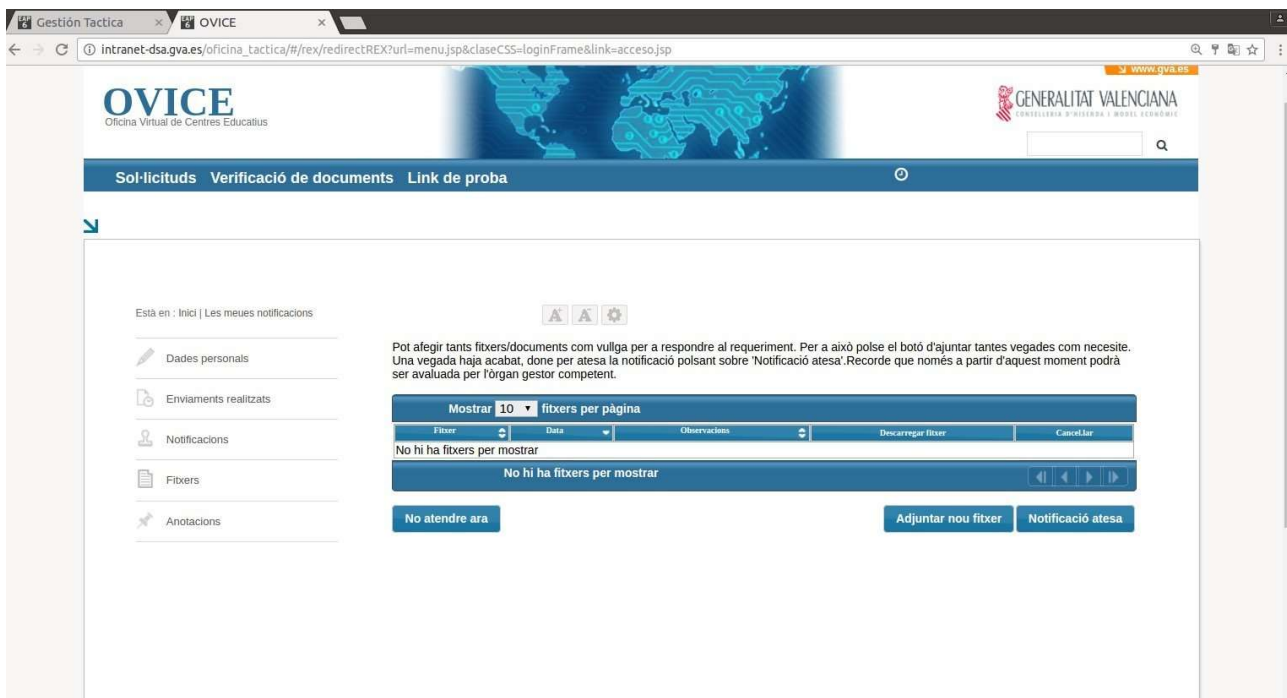 Gestión Tactica
OVICE
intranet-dsa.gva.es/oficina_tactica/#/rex/redirectREX?url=menu.jsp&claseCSS=loginFrame&link=acceso.jsp
www.gva.es
OVICE
Oficina Virtual de Centres Educatius
GENERALITAT VALENCIANA
CONSELLERIA D'HISENDA I MODEL ECONÒMIC
Sol·licituds Verificació de documents Link de proba
Està en : Inici | Les meues notificacions
Dades personals
Enviaments realitzats
Notificacions
Fitxers
Anotacions
Pot afegir tants fitxers/documents com vullga per a respondre al requeriment. Per a això polse el botó d'ajuntar tantes vegades com necesite.
Una vegada haja acabat, done per atesa la notificació polsant sobre 'Notificació atesa'.Recorde que només a partir d'aquest moment podrà
ser avaluada per l'òrgan gestor competent.
Mostrar 10 fitxers per pàgina
Fitxer Data Observacions Descarregar fitxer Cancel.lar
No hi ha fitxers per mostrar
No hi ha fitxers per mostrar
No atendre ara Adjuntar nou fitxer Notificació atesa